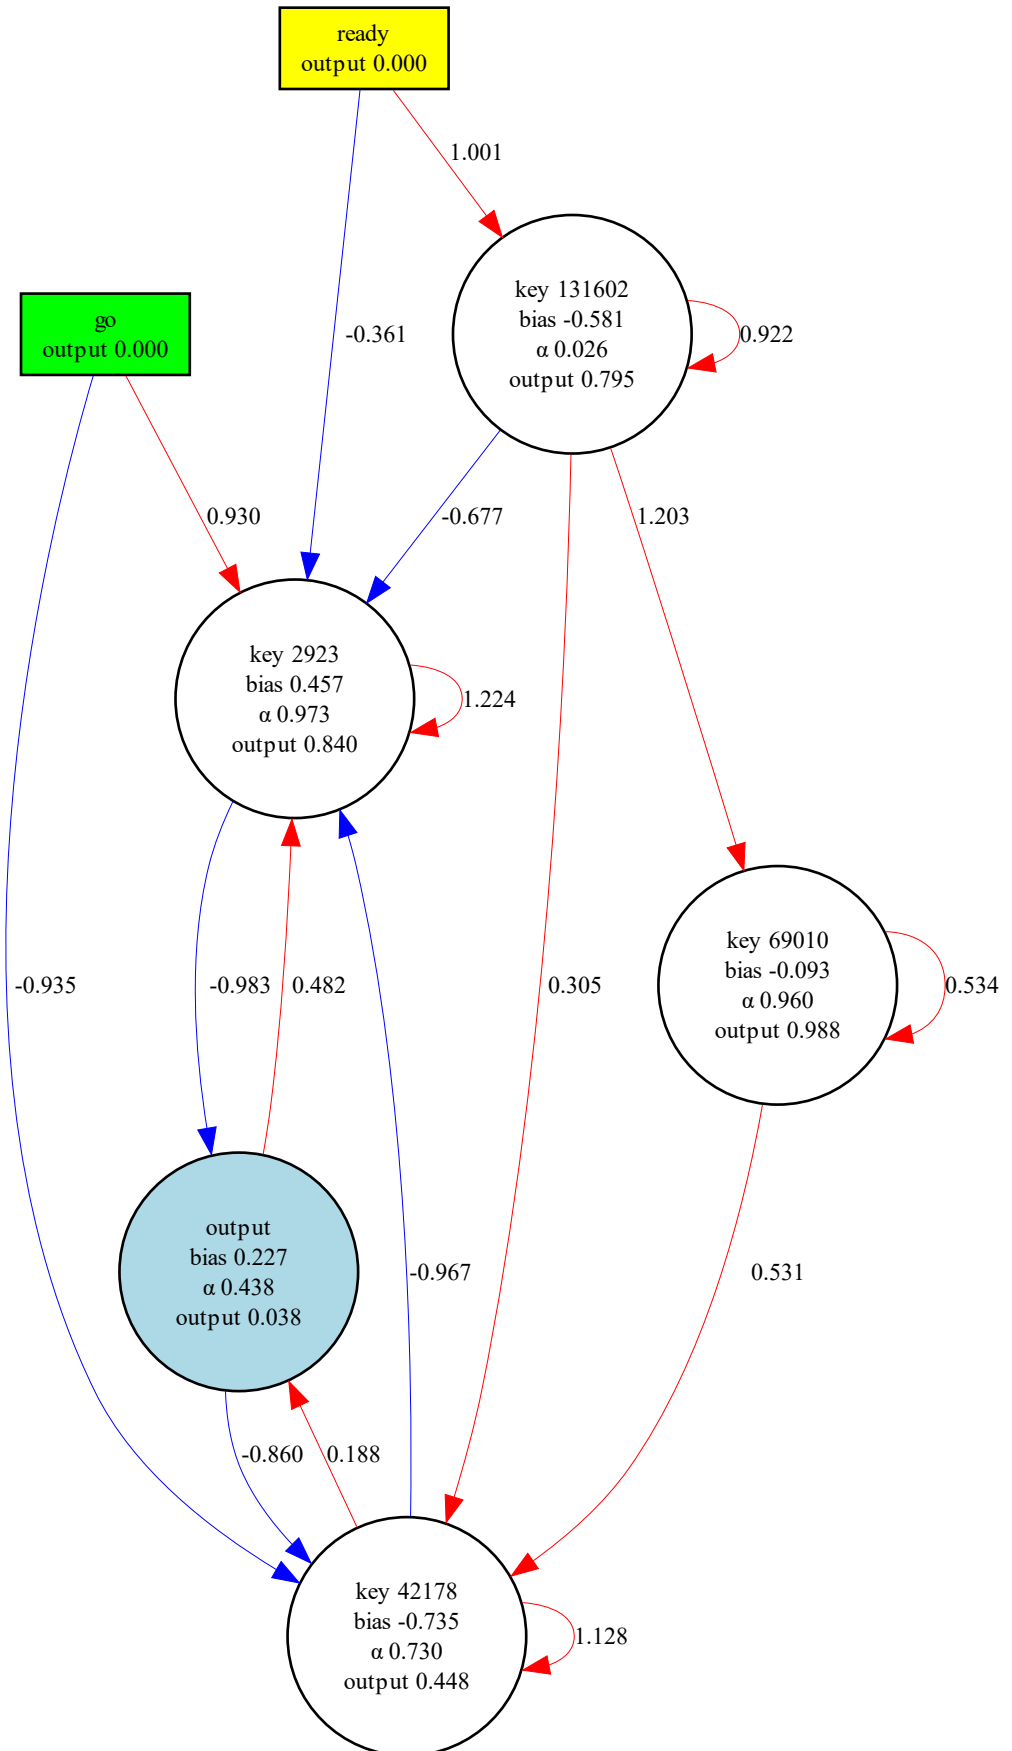 ready
output 0.000
1.001
key 131602
bias -0.581
α 0.026
output 0.795
0.922
go
output 0.000
-0.361
0.930
-0.677
1.203
key 2923
bias 0.457
α 0.973
output 0.840
1.224
key 69010
bias -0.093
α 0.960
output 0.988
0.534
-0.935
-0.983
0.482
0.305
output
bias 0.227
α 0.438
output 0.038
-0.967
0.531
-0.860
0.188
key 42178
bias -0.735
α 0.730
output 0.448
1.128